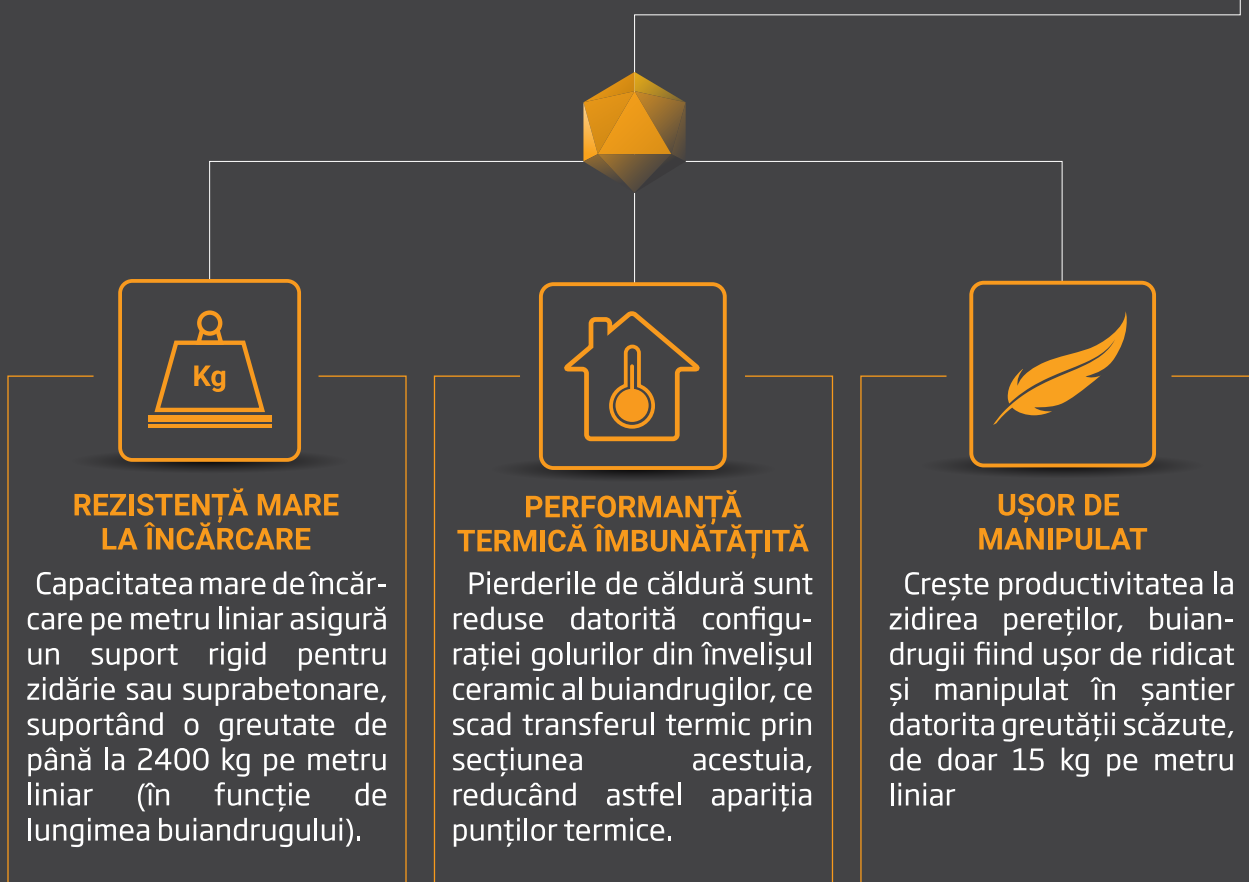 Kg
REZISTENȚĂ MARE
LA ÎNCĂRCARE
Capacitatea mare de încăr-
care pe metru liniar asigură
un suport rigid pentru
zidărie sau suprabetonare,
suportând o greutate de
până la 2400 kg pe metru
liniar (în funcție de
lungimea buiandrugului).
PERFORMANȚĂ
TERMICĂ ÎMBUNĂTĂȚITĂ
Pierderile de căldură sunt
reduse datorită configu-
rației golurilor din învelișul
ceramic al buiandrugilor, ce
scad transferul termic prin
secțiunea acestuia,
reducând astfel apariția
punților termice.
UȘOR DE
MANIPULAT
Crește productivitatea la
zidirea pereților, buian-
drugii fiind ușor de ridicat
și manipulat în șantier
datorita greutății scăzute,
de doar 15 kg pe metru
liniar